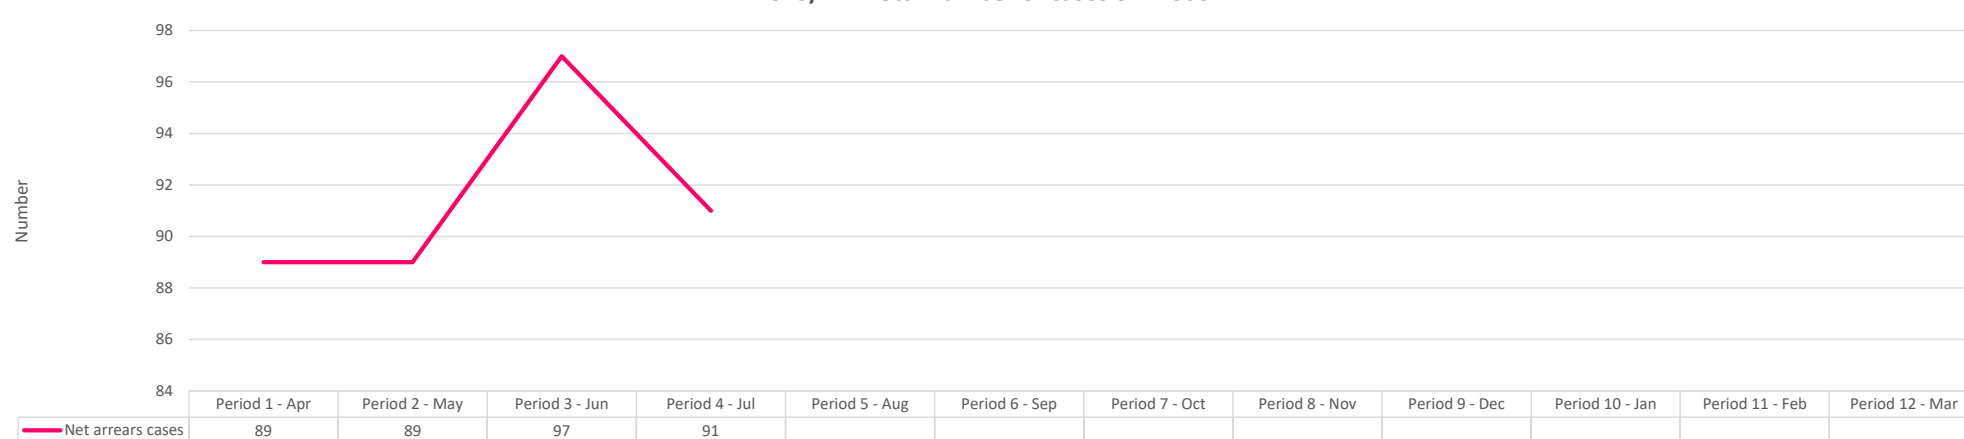 98
96
94
92
90
88
86
84
Number
Period 1 - Apr Period 2 - May Period 3 - Jun Period 4 - Jul Period 5 - Aug Period 6 - Sep Period 7 - Oct Period 8 - Nov Period 9 - Dec Period 10 - Jan Period 11 - Feb Period 12 - Mar
Net arrears cases 89 89 97 91